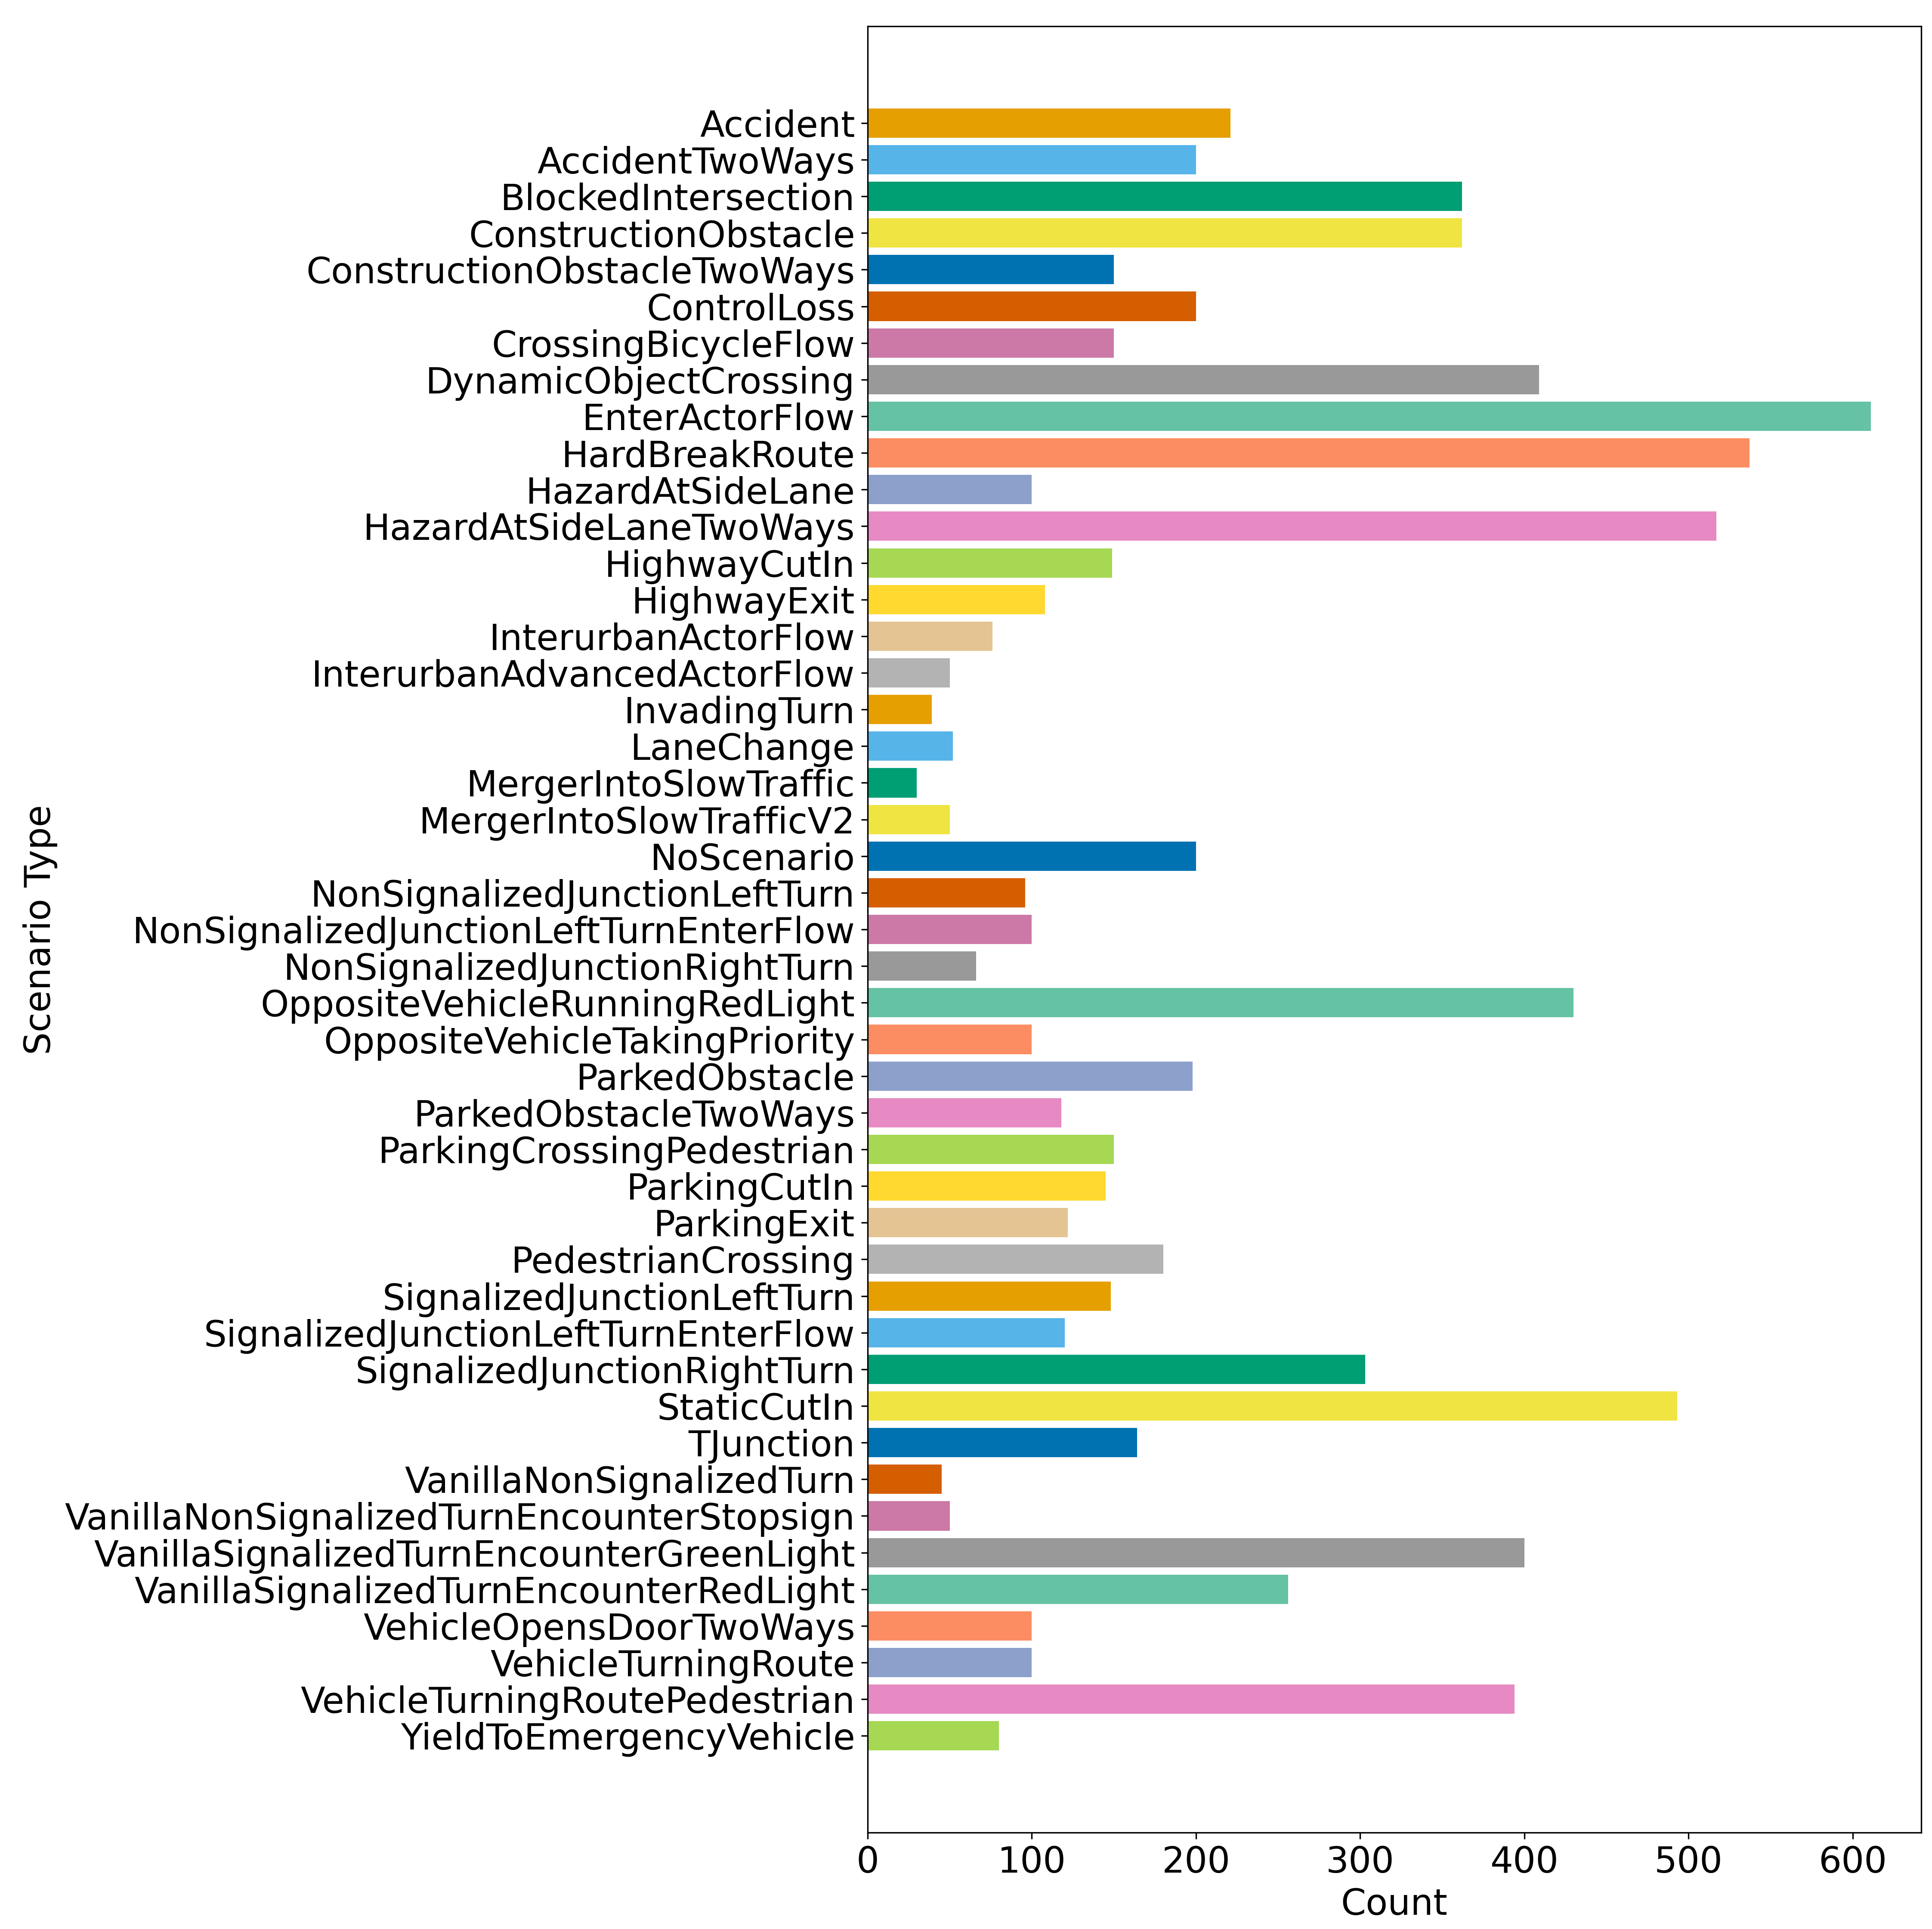 Scenario Type
Accident
AccidentTwoWays
BlockedIntersection
ConstructionObstacle
ConstructionObstacleTwoWays
ControlLoss
CrossingBicycleFlow
DynamicObjectCrossing
EnterActorFlow
HardBreakRoute
HazardAtSideLane
HazardAtSideLaneTwoWays
HighwayCutIn
HighwayExit
InterurbanActorFlow
InterurbanAdvancedActorFlow
InvadingTurn
LaneChange
MergerIntoSlowTraffic
MergerIntoSlowTrafficV2
NoScenario
NonSignalizedJunctionLeftTurn
NonSignalizedJunctionLeftTurnEnterFlow
NonSignalizedJunctionRightTurn
OppositeVehicleRunningRedLight
OppositeVehicleTakingPriority
ParkedObstacle
ParkedObstacleTwoWays
ParkingCrossingPedestrian
ParkingCutIn
ParkingExit
PedestrianCrossing
SignalizedJunctionLeftTurn
SignalizedJunctionLeftTurnEnterFlow
SignalizedJunctionRightTurn
StaticCutIn
TJunction
VanillaNonSignalizedTurn
VanillaNonSignalizedTurnEncounterStopsign
VanillaSignalizedTurnEncounterGreenLight
VanillaSignalizedTurnEncounterRedLight
VehicleOpensDoorTwoWays
VehicleTurningRoute
VehicleTurningRoutePedestrian
YieldToEmergencyVehicle
0 100 200 300 400 500 600
Count